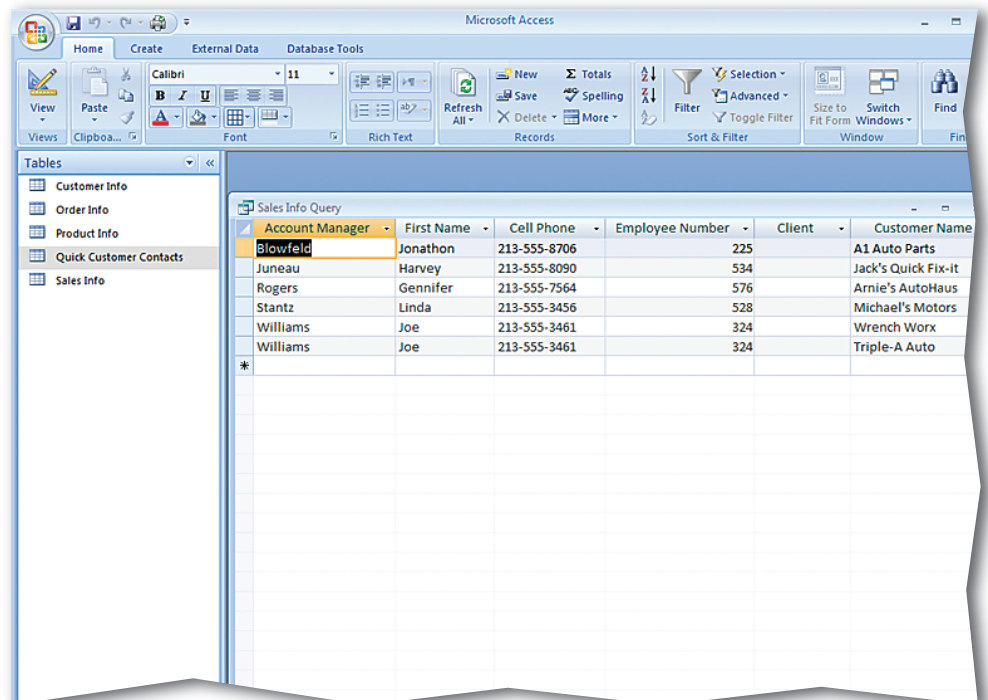 Microsoft Access
Home Create External Data Database Tools
Calibri 11 New Totals Selection
B I U Save Spelling Advanced
View Paste Refresh All Delete More Filter Toggle Filter Size to Fit Form Switch Windows Find
Views Clipboa... Font Rich Text Records Sort & Filter Window Fin
Tables
Customer Info
Order Info
Product Info
Quick Customer Contacts
Sales Info
Sales Info Query
Account Manager First Name Cell Phone Employee Number Client Customer Name
Blowfeld Jonathon 213-555-8706 225 A1 Auto Parts
Juneau Harvey 213-555-8090 534 Jack's Quick Fix-it
Rogers Gennifer 213-555-7564 576 Arnie's AutoHaus
Stantz Linda 213-555-3456 528 Michael's Motors
Williams Joe 213-555-3461 324 Wrench Worx
Williams Joe 213-555-3461 324 Triple-A Auto